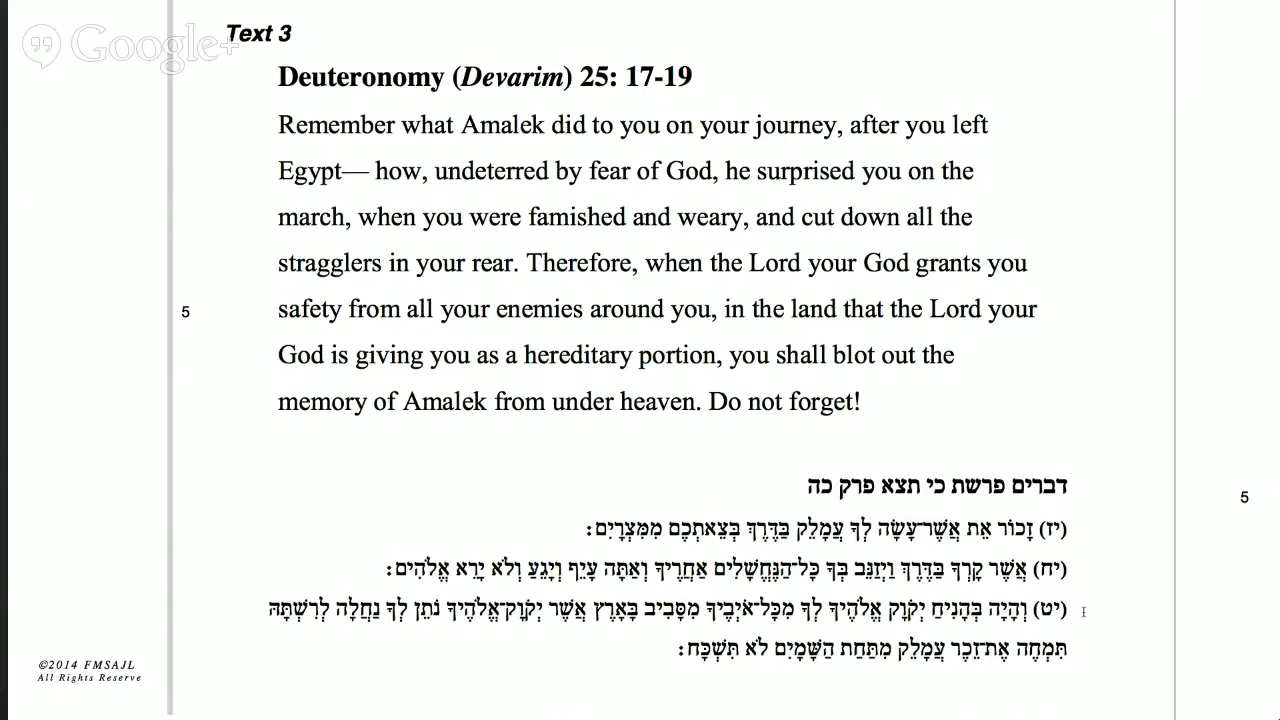 Google+
Text 3
Deuteronomy (Devarim) 25: 17-19
Remember what Amalek did to you on your journey, after you left
Egypt— how, undeterred by fear of God, he surprised you on the
march, when you were famished and weary, and cut down all the
stragglers in your rear. Therefore, when the Lord your God grants you
5
safety from all your enemies around you, in the land that the Lord your
God is giving you as a hereditary portion, you shall blot out the
memory of Amalek from under heaven. Do not forget!
דברים פרשת כי תצא פרק כה
5
(יז) זָכוֹר אֵת אֲשֶׁר־עָשָׂה לְךָ עֲמָלֵק בַּדֶּרֶךְ בְּצֵאתְכֶם מִמִּצְרָיִם:
(יח) אֲשֶׁר קָרְךָ בַּדֶּרֶךְ וַיְזַנֵּב בְּךָ כָּל־הַנֶּחֱשָׁלִים אַחֲרֶיךָ וְאַתָּה עָיֵף וְיָגֵעַ וְלֹא יָרֵא אֱלֹהִים:
(יט) וְהָיָה בְּהָנִיחַ יְקֹוָק אֱלֹהֶיךָ לְךָ מִכָּל־אֹיְבֶיךָ מִסָּבִיב בָּאָרֶץ אֲשֶׁר יְקֹוָק־אֱלֹהֶיךָ נֹתֵן לְךָ נַחֲלָה לְרִשְׁתָּהּ
תִּמְחֶה אֶת־זֵכֶר עֲמָלֵק מִתַּחַת הַשָּׁמָיִם לֹא תִּשְׁכָּח:
©2014 FMSAJL
All Rights Reserve